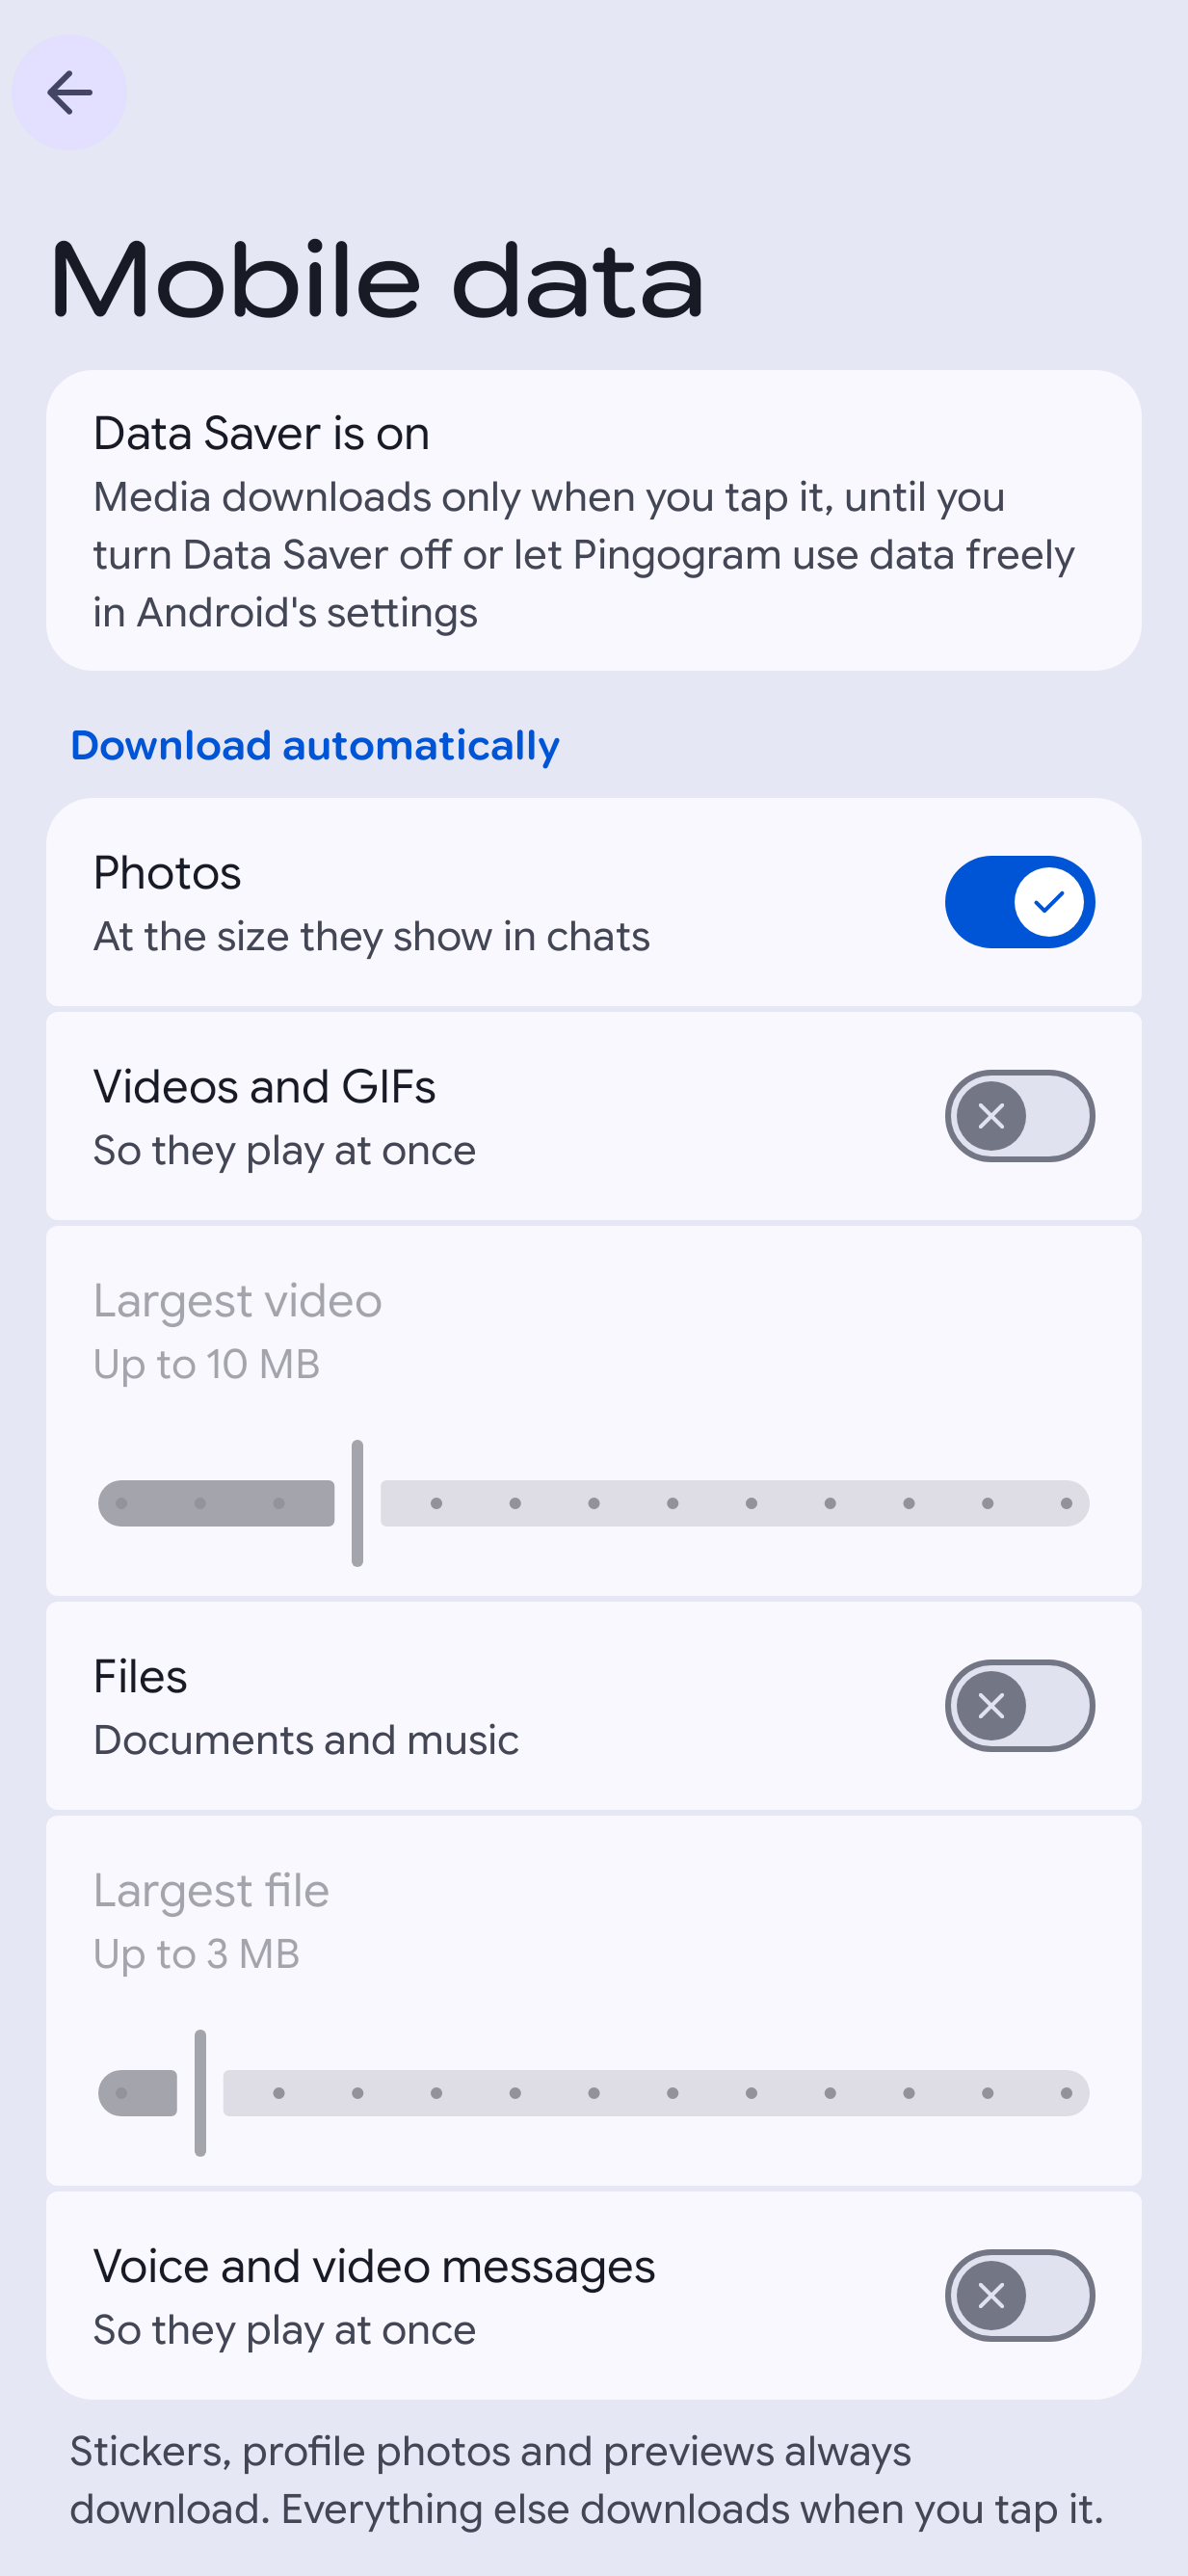 Mobile data
Data Saver is on
Media downloads only when you tap it, until you
turn Data Saver off or let Pingogram use data freely
in Android's settings
Download automatically
Photos
At the size they show in chats
Videos and GIFs
So they play at once
Largest video
Up to 10 MB
Files
Documents and music
Largest file
Up to 3 MB
Voice and video messages
So they play at once
Stickers, profile photos and previews always
download. Everything else downloads when you tap it.